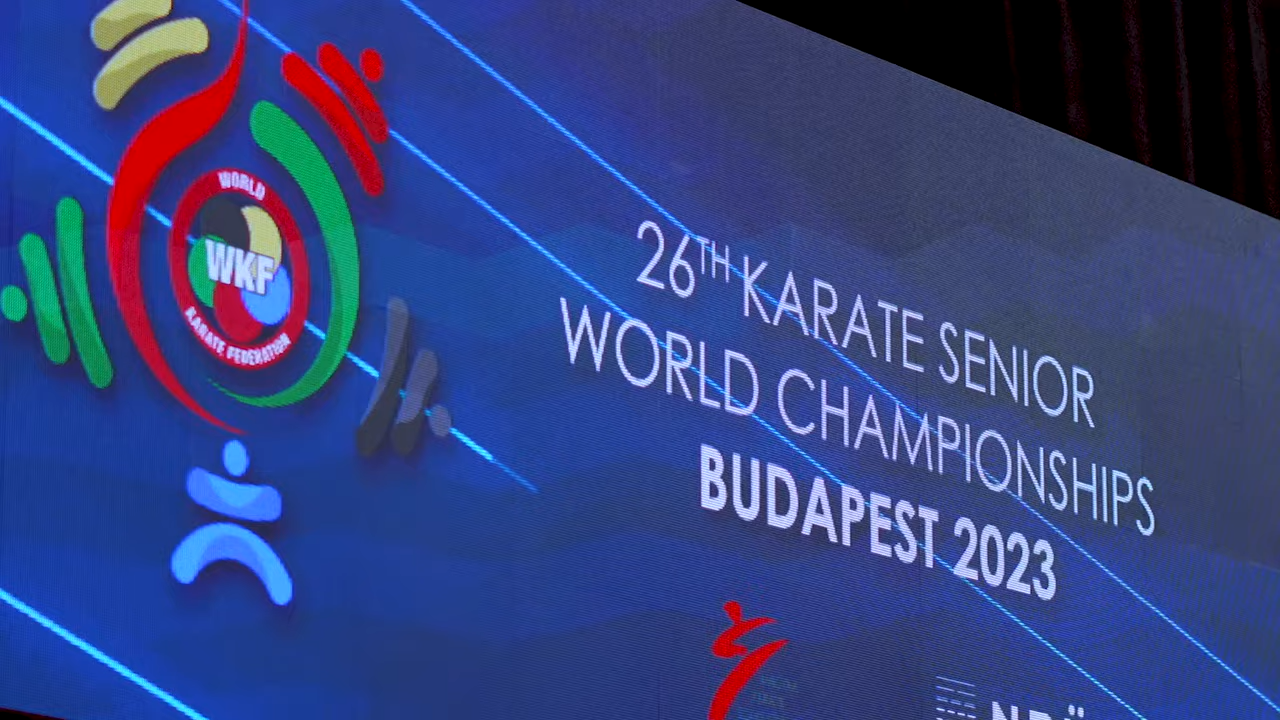 WORLD
WKF
KARATE FEDERATION
26TH KARATE SENIOR
WORLD CHAMPIONSHIPS
BUDAPEST 2023